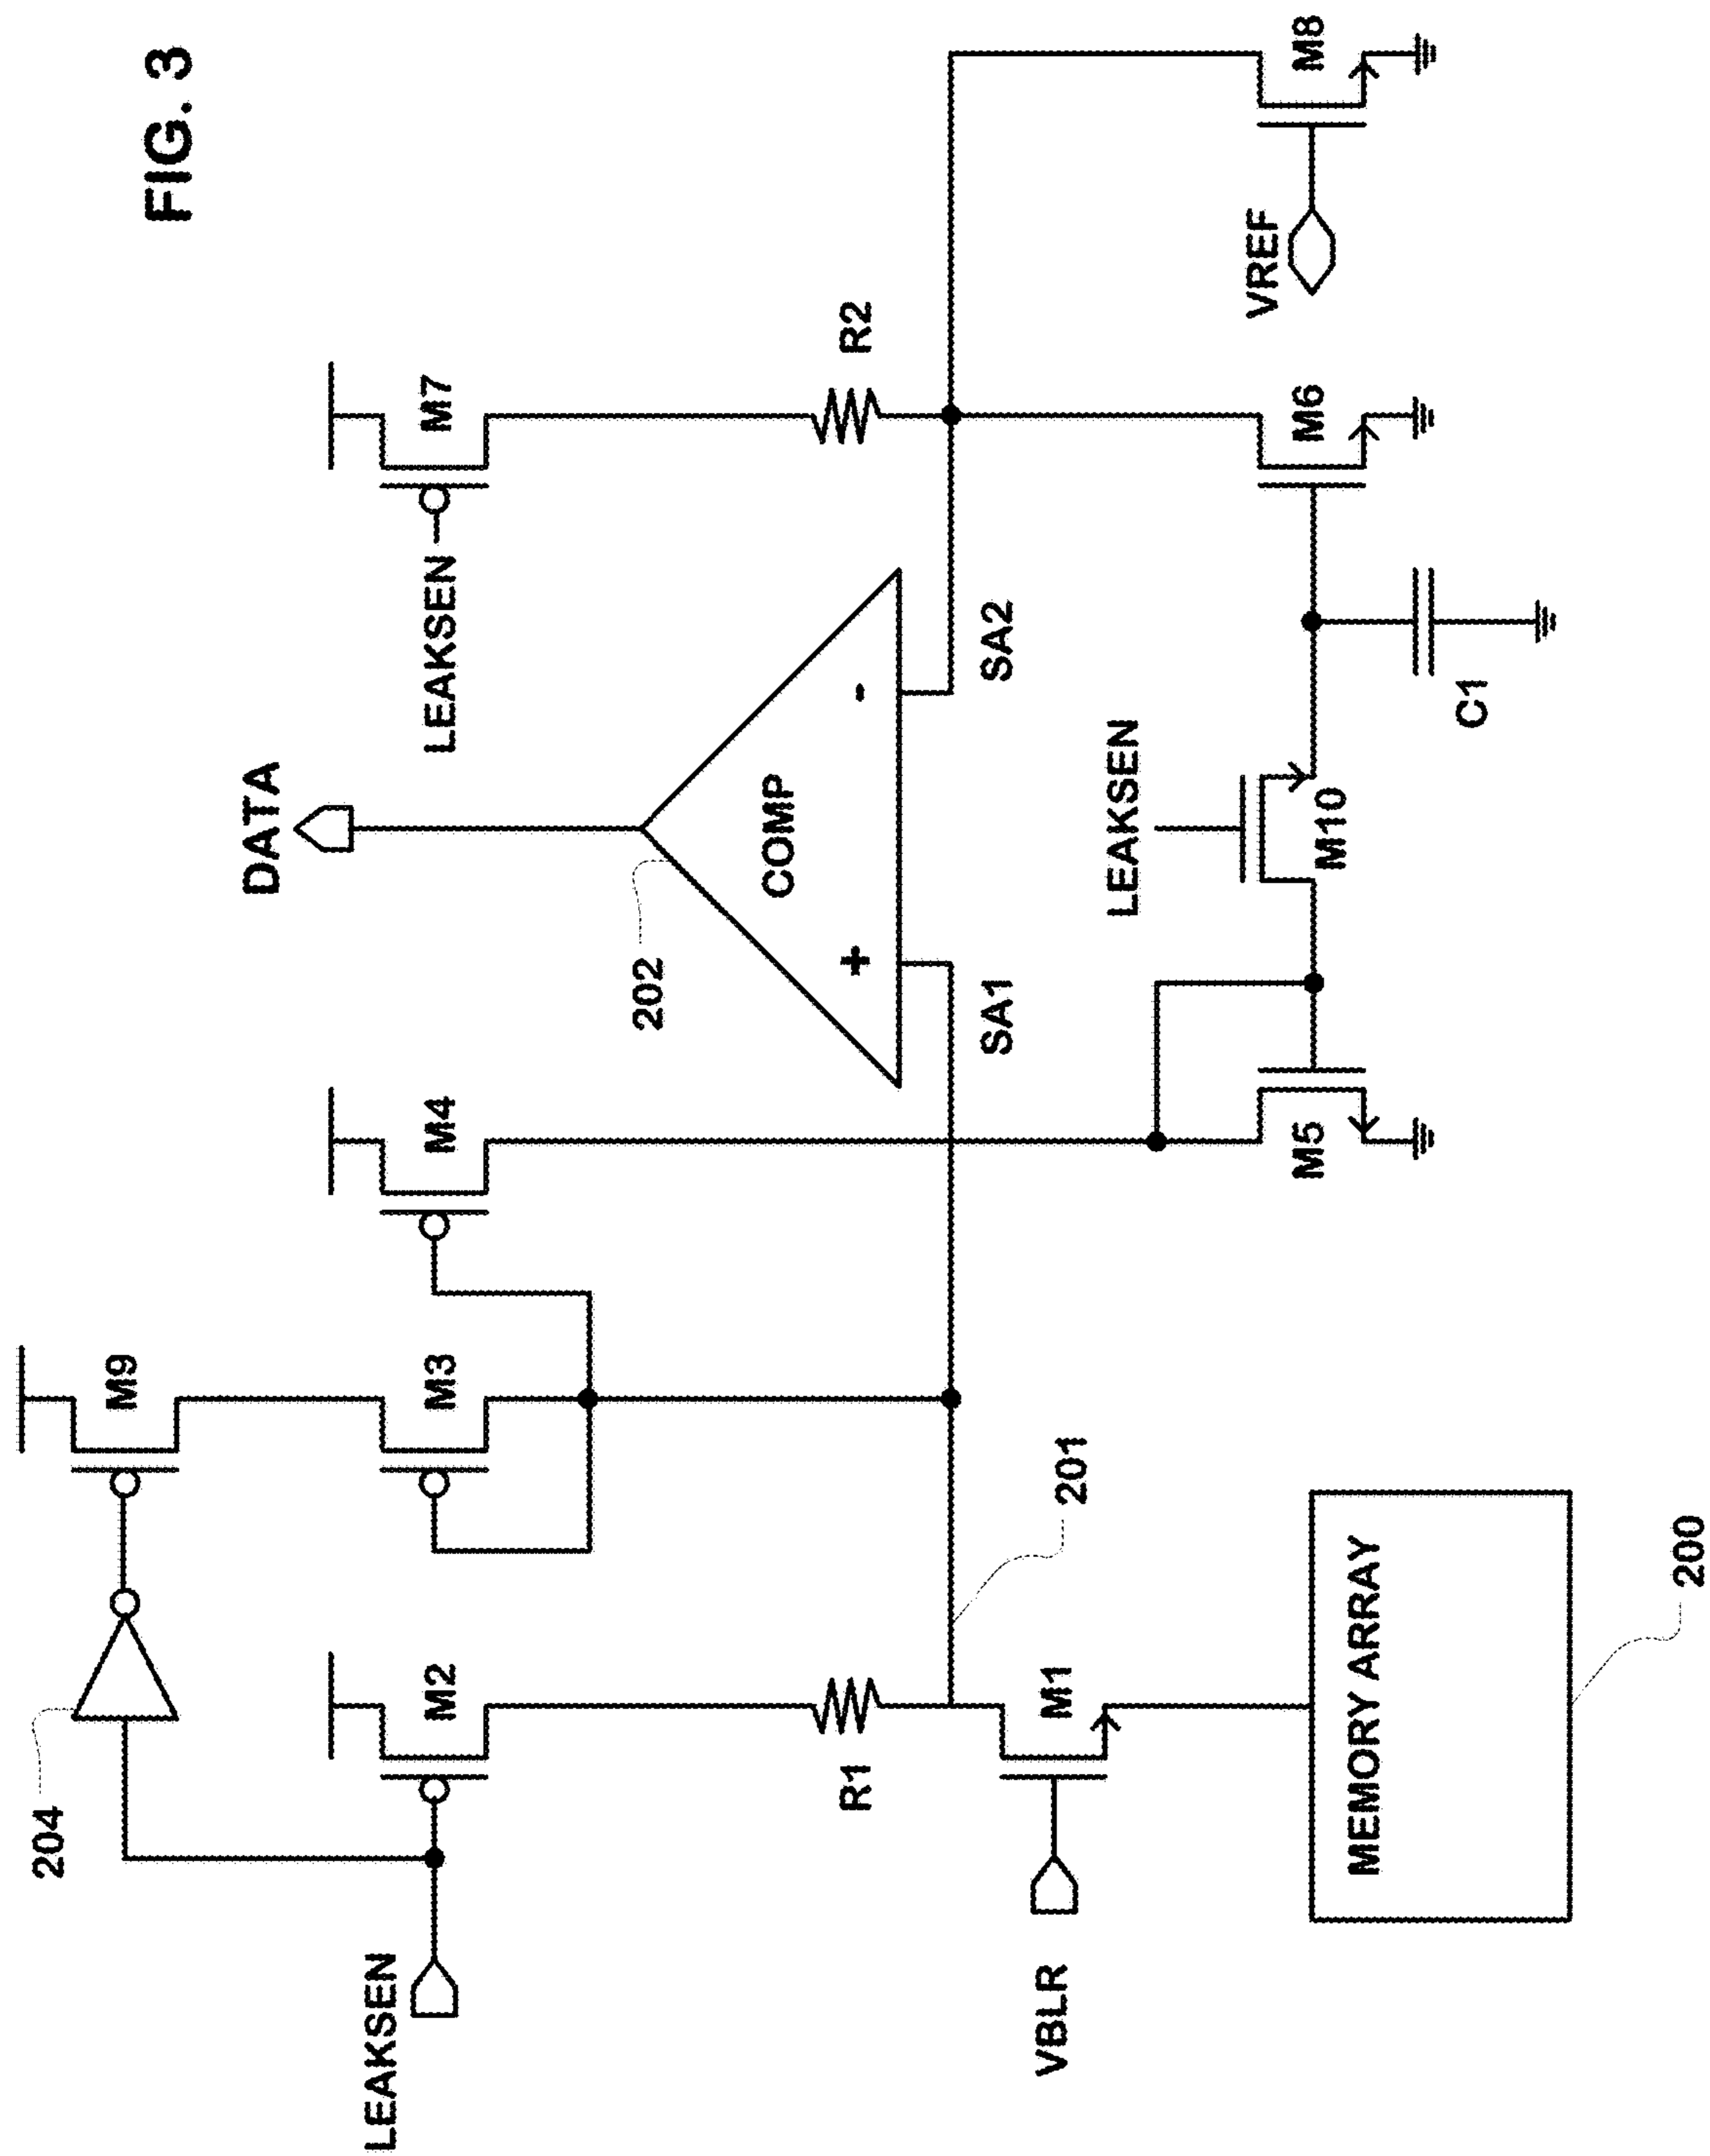 FIG. 3
204
M9
LEAKSEN
M2
M3
M4
LEAKSEN
M7
DATA
202
COMP
+
-
R1
R2
201
SA1
SA2
VBLR
M1
LEAKSEN
M10
M5
M6
VREF
M8
C1
MEMORY ARRAY
200